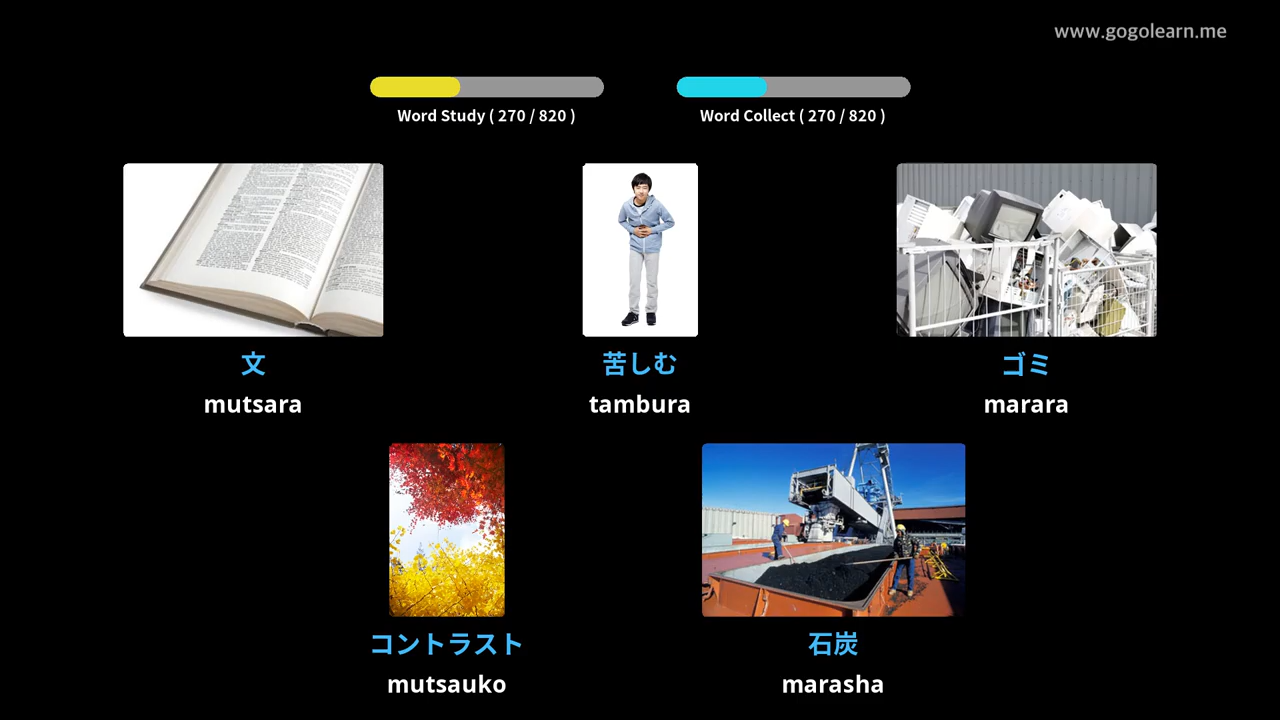 www.gogolearn.me
Word Study ( 270 / 820 )
Word Collect ( 270 / 820 )
文
苦しむ
ゴミ
mutsara
tambura
marara
コントラスト
石炭
mutsauko
marasha